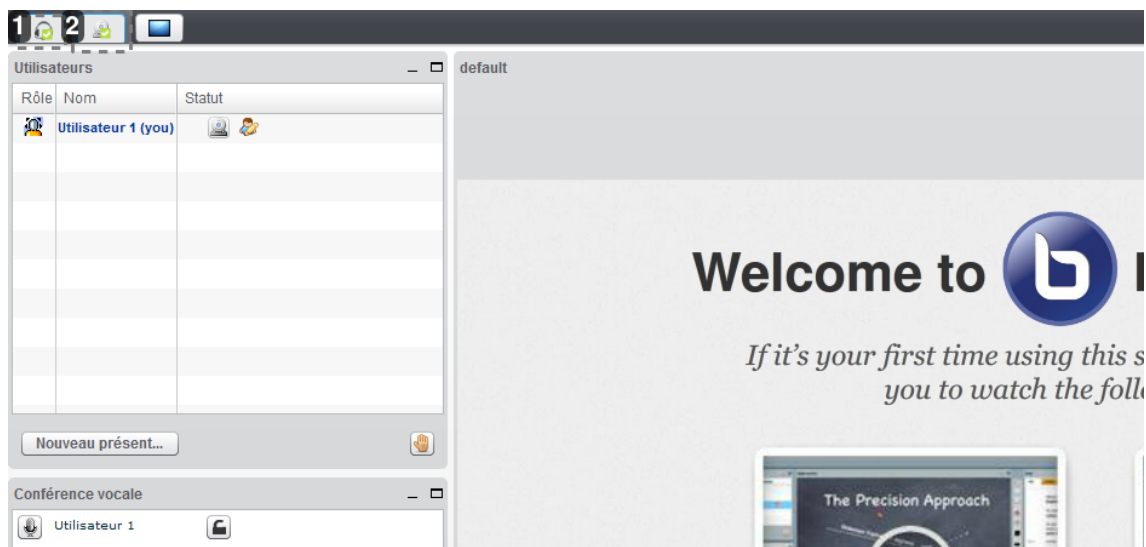 1 2
Utilisateurs
default
Rôle Nom Statut
Utilisateur 1 (you)
Welcome to b
If it's your first time using this s
you to watch the foll
Nouveau présent...
Conférence vocale
The Precision Approach
Utilisateur 1